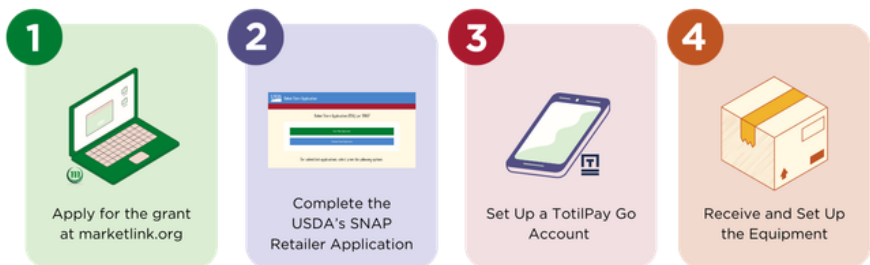 1
2
3
4
Apply for the grant
at marketlink.org
Complete the
USDA's SNAP
Retailer Application
Set Up a TotilPay Go
Account
Receive and Set Up
the Equipment